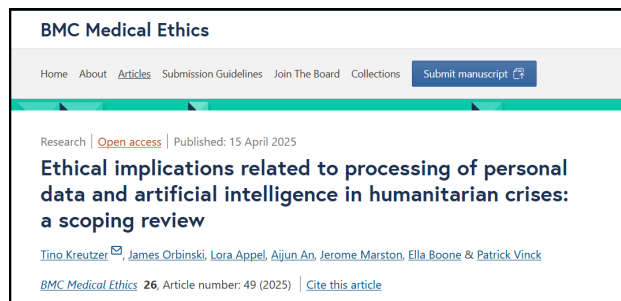 BMC Medical Ethics
Home About Articles Submission Guidelines Join The Board Collections Submit manuscript
Research | Open access | Published: 15 April 2025
Ethical implications related to processing of personal
data and artificial intelligence in humanitarian crises:
a scoping review
Tino Kreutzer, James Orbinski, Lora Appel, Aijun An, Jerome Marston, Ella Boone & Patrick Vinck
BMC Medical Ethics 26, Article number: 49 (2025) | Cite this article